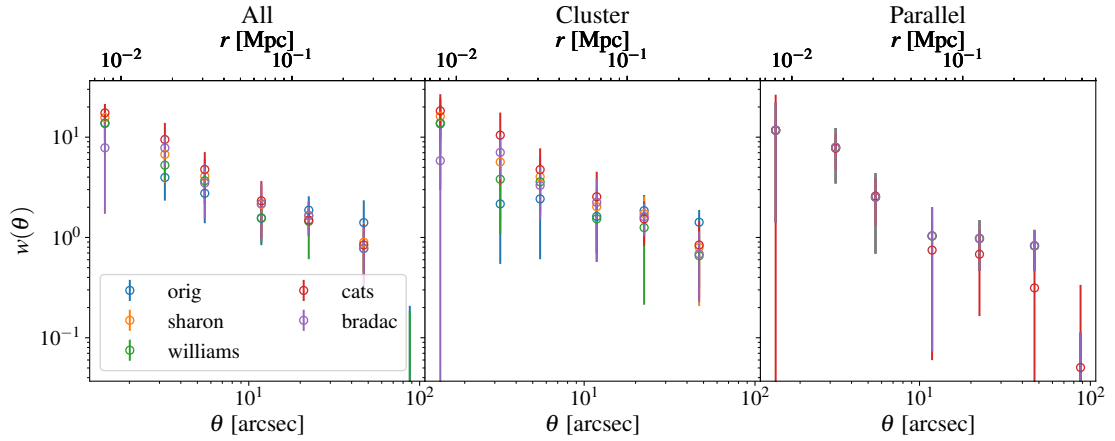 All Cluster Parallel
r [Mpc] r [Mpc] r [Mpc]
10⁻² 10⁻¹ 10⁻² 10⁻¹ 10⁻² 10⁻¹
10¹
10⁰
10⁻¹
w(θ)
orig cats
sharon bradac
williams
10¹ 10² 10¹ 10² 10¹ 10²
θ [arcsec] θ [arcsec] θ [arcsec]